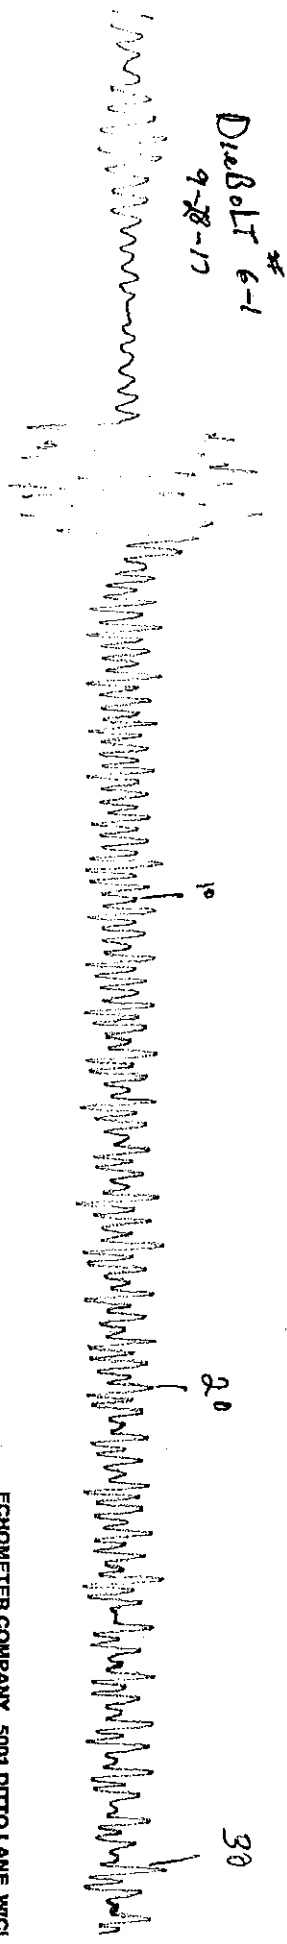 DieBoLT # 6-1
9-28-17
10
20
30
ECHOMETER COMPANY 5001 DITTO LANE, WICH